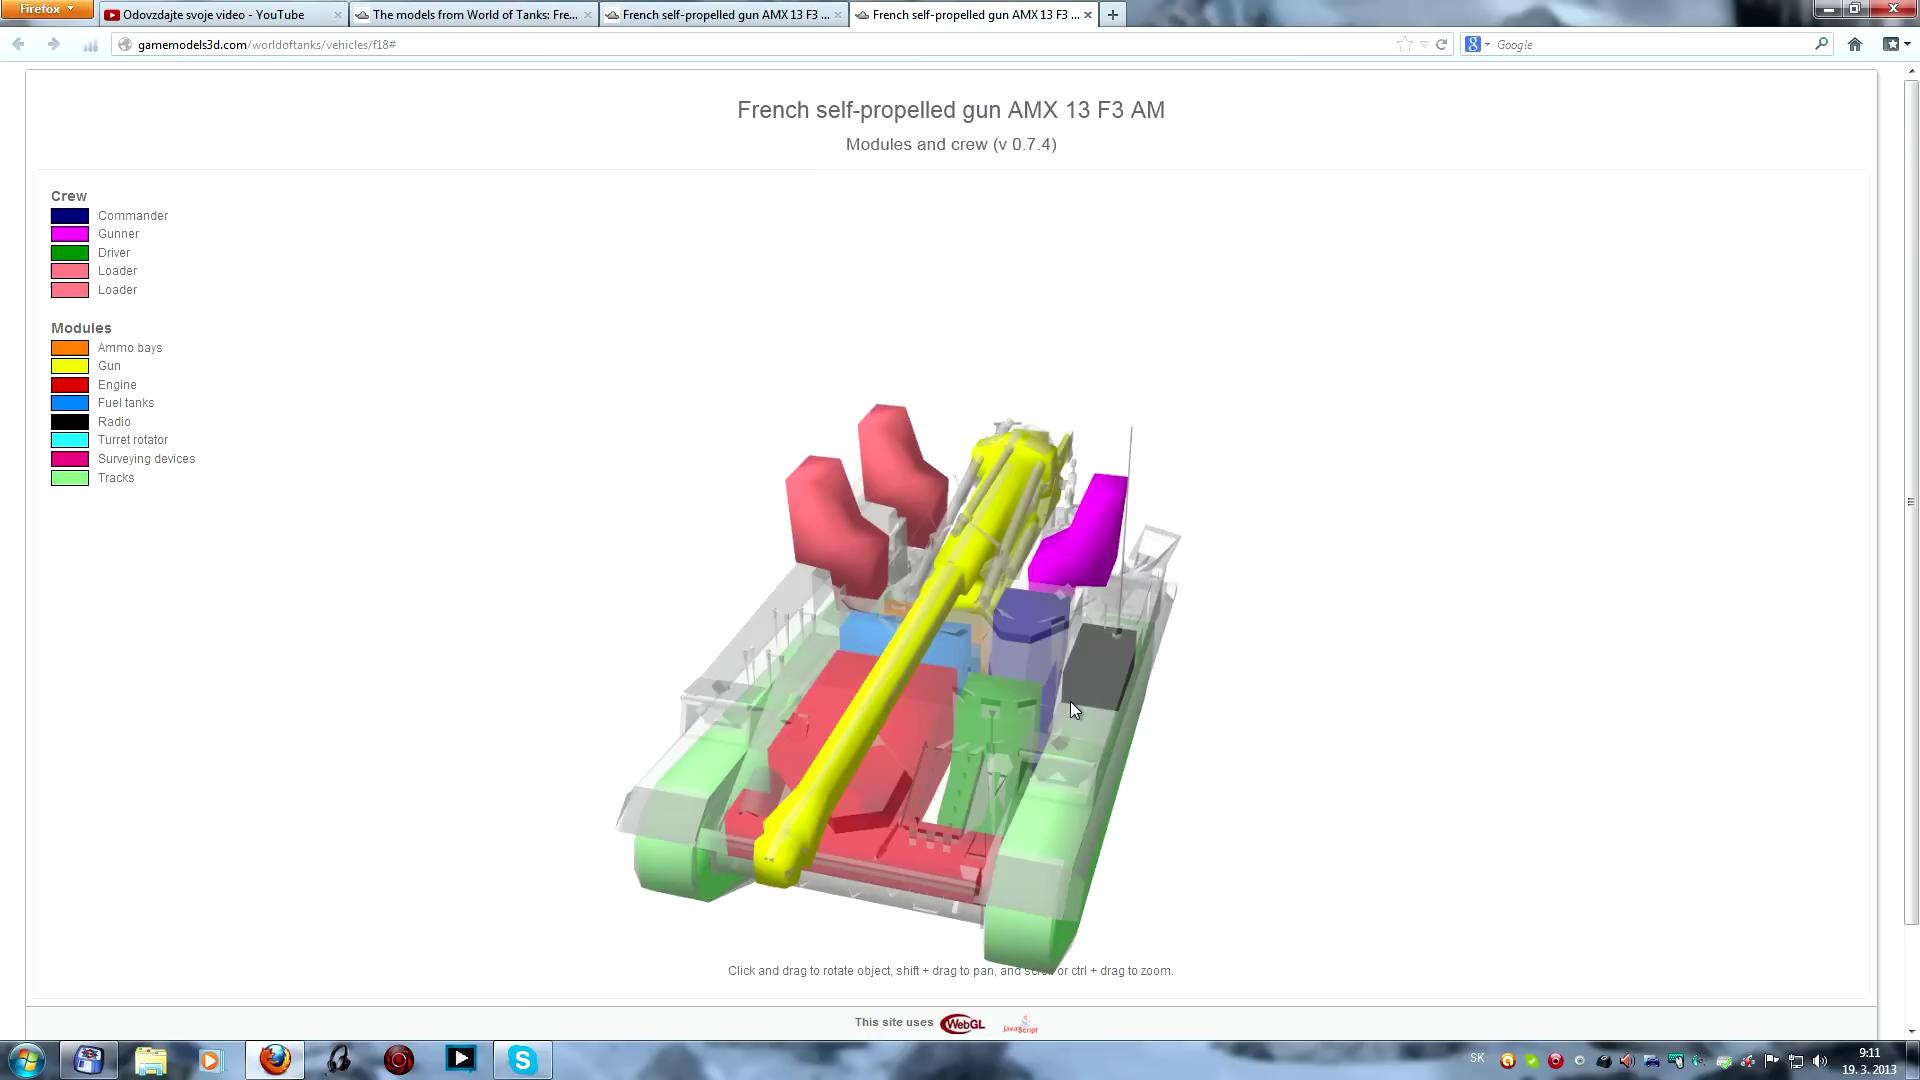 Firefox
Odovzdajte svoje video - YouTube
The models from World of Tanks: Fre...
French self-propelled gun AMX 13 F3 ...
French self-propelled gun AMX 13 F3 ...
gamemodels3d.com/worldoftanks/vehicles/f18#
Google
French self-propelled gun AMX 13 F3 AM
Modules and crew (v 0.7.4)
Crew
Commander
Gunner
Driver
Loader
Loader
Modules
Ammo bays
Gun
Engine
Fuel tanks
Radio
Turret rotator
Surveying devices
Tracks
Click and drag to rotate object, shift + drag to pan, and scroll or ctrl + drag to zoom.
This site uses WebGL JavaScript
SK
9:11
19. 3. 2013